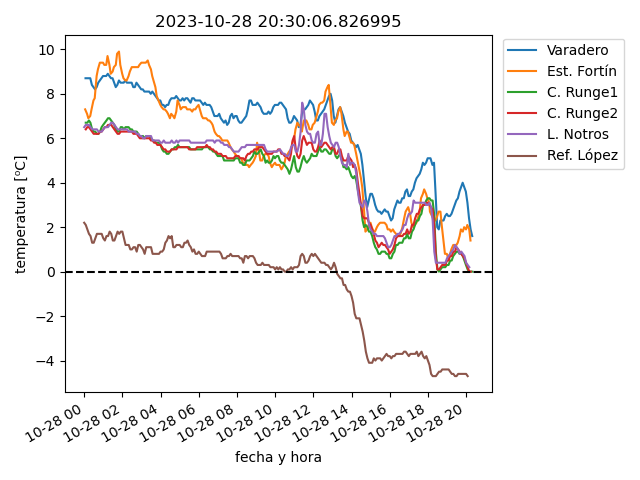 2023-10-28 20:30:06.826995
temperatura [ºC]
10
8
6
4
2
0
−2
−4
10-28 00
10-28 02
10-28 04
10-28 06
10-28 08
10-28 10
10-28 12
10-28 14
10-28 16
10-28 18
10-28 20
fecha y hora
Varadero
Est. Fortín
C. Runge1
C. Runge2
L. Notros
Ref. López